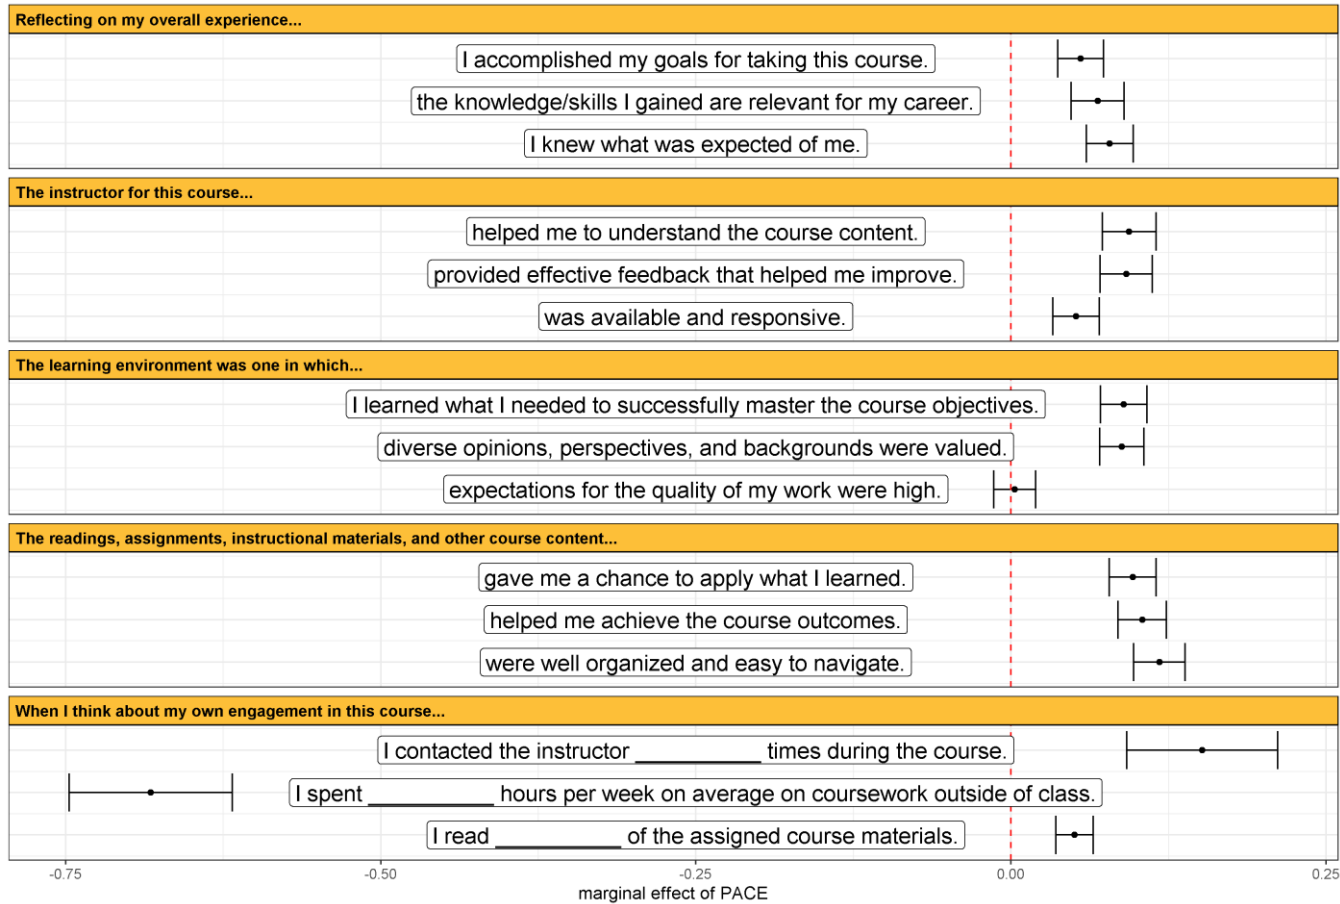 Reflecting on my overall experience...
I accomplished my goals for taking this course.
the knowledge/skills I gained are relevant for my career.
I knew what was expected of me.
The instructor for this course...
helped me to understand the course content.
provided effective feedback that helped me improve.
was available and responsive.
The learning environment was one in which...
I learned what I needed to successfully master the course objectives.
diverse opinions, perspectives, and backgrounds were valued.
expectations for the quality of my work were high.
The readings, assignments, instructional materials, and other course content...
gave me a chance to apply what I learned.
helped me achieve the course outcomes.
were well organized and easy to navigate.
When I think about my own engagement in this course...
I contacted the instructor __________ times during the course.
I spent __________ hours per week on average on coursework outside of class.
I read __________ of the assigned course materials.
-0.75 -0.50 -0.25 0.00 0.25
marginal effect of PACE